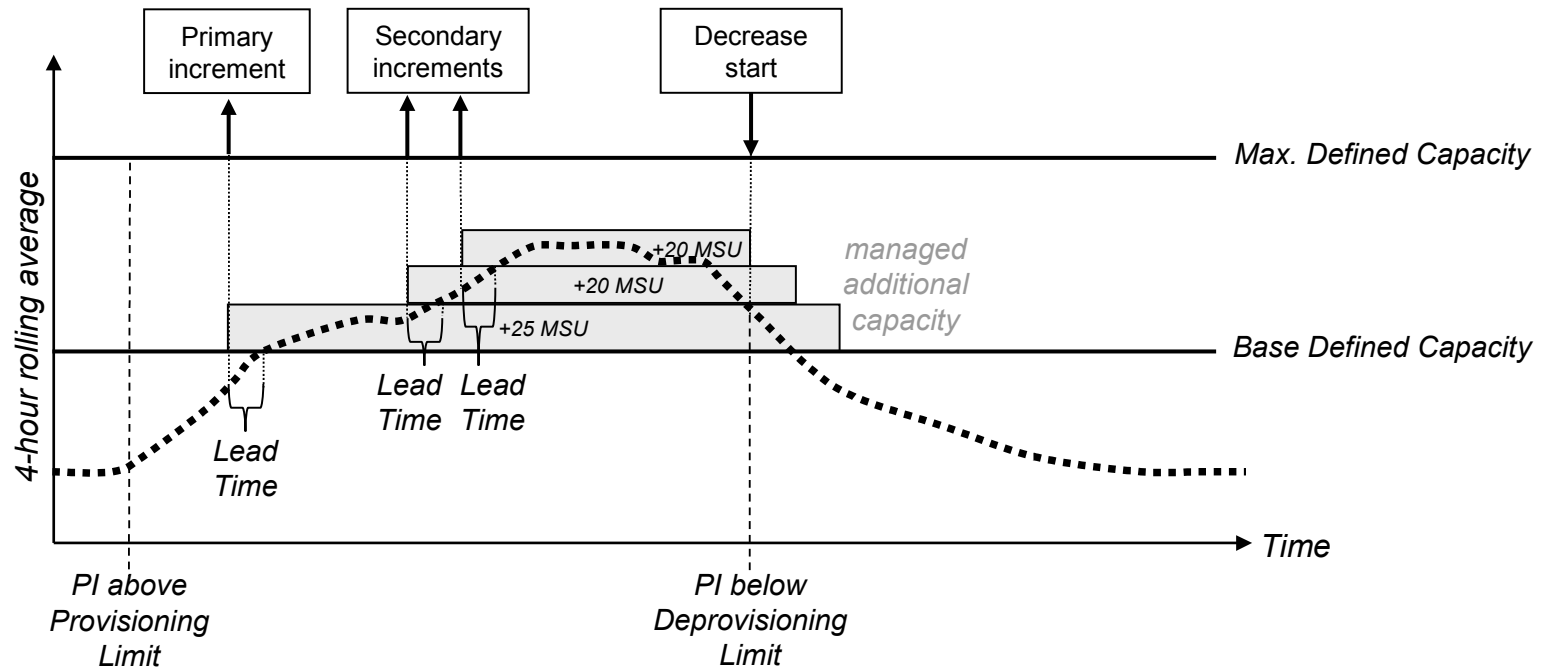 Primary
increment
Secondary
increments
Decrease
start
4-hour rolling average
Max. Defined Capacity
+20 MSU
+20 MSU
+25 MSU
managed
additional
capacity
Base Defined Capacity
Lead
Time
Lead
Time
Lead
Time
Time
PI above
Provisioning
Limit
PI below
Deprovisioning
Limit